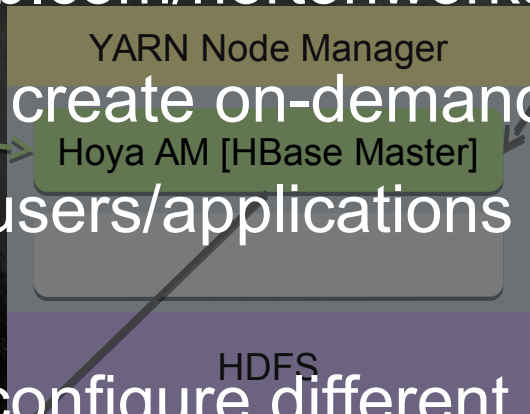 YARN Node Manager
create on-demand
Hoya AM [HBase Master]
users/applications
HDFS
configure different